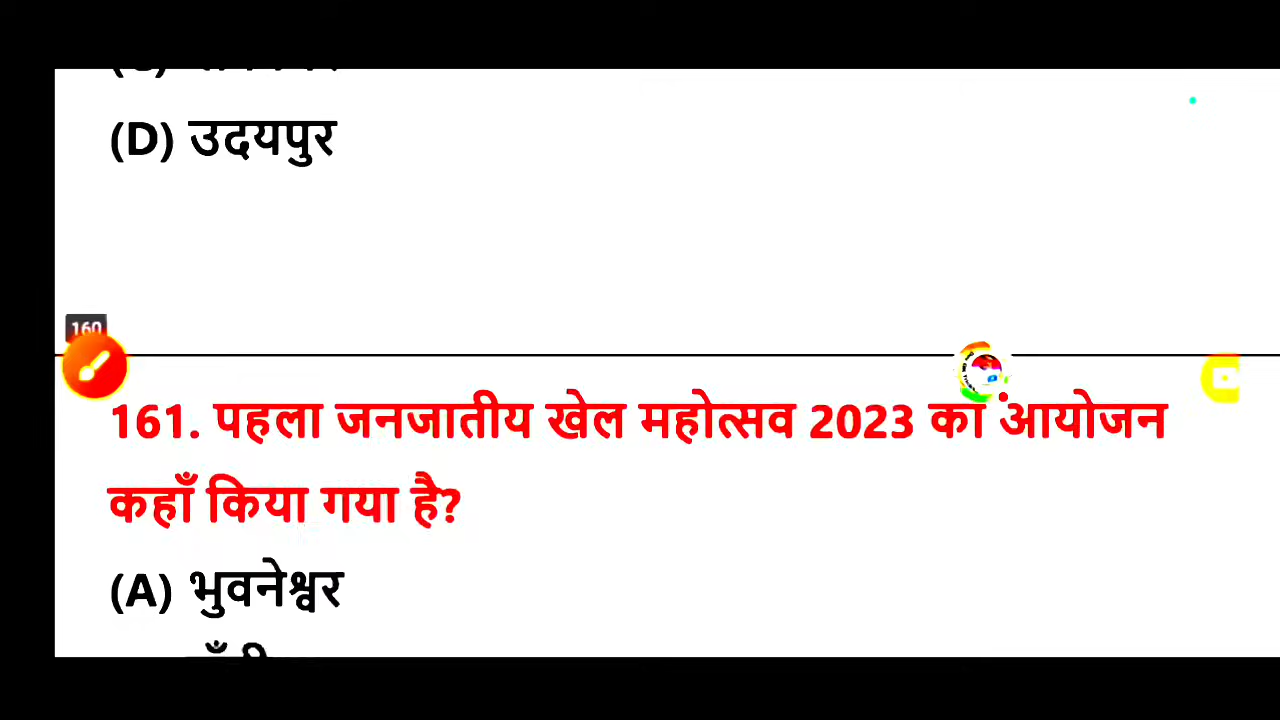 (D) उदयपुर
160
161. पहला जनजातीय खेल महोत्सव 2023 का आयोजन
कहाँ किया गया है?
(A) भुवनेश्वर